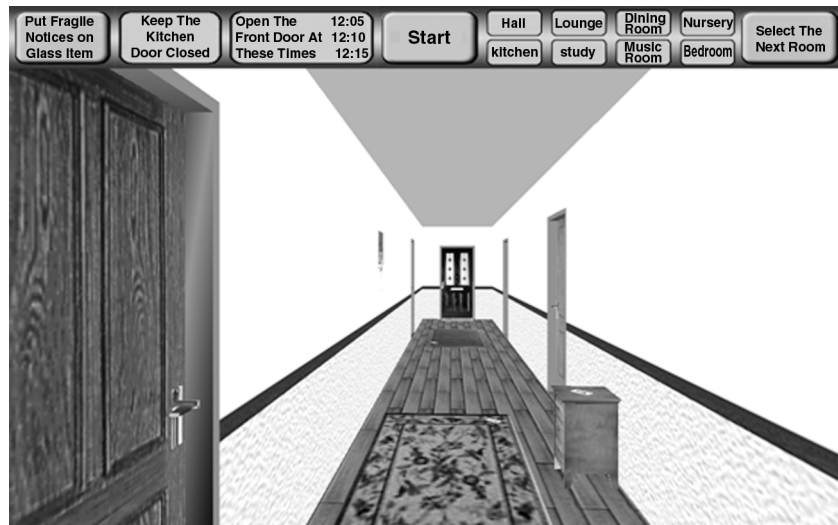 Put Fragile
Notices on
Glass Item
Keep The
Kitchen
Door Closed
Open The 12:05
Front Door At 12:10
These Times 12:15
Start
Hall
Lounge
Dining
Room
Nursery
kitchen
study
Music
Room
Bedroom
Select The
Next Room